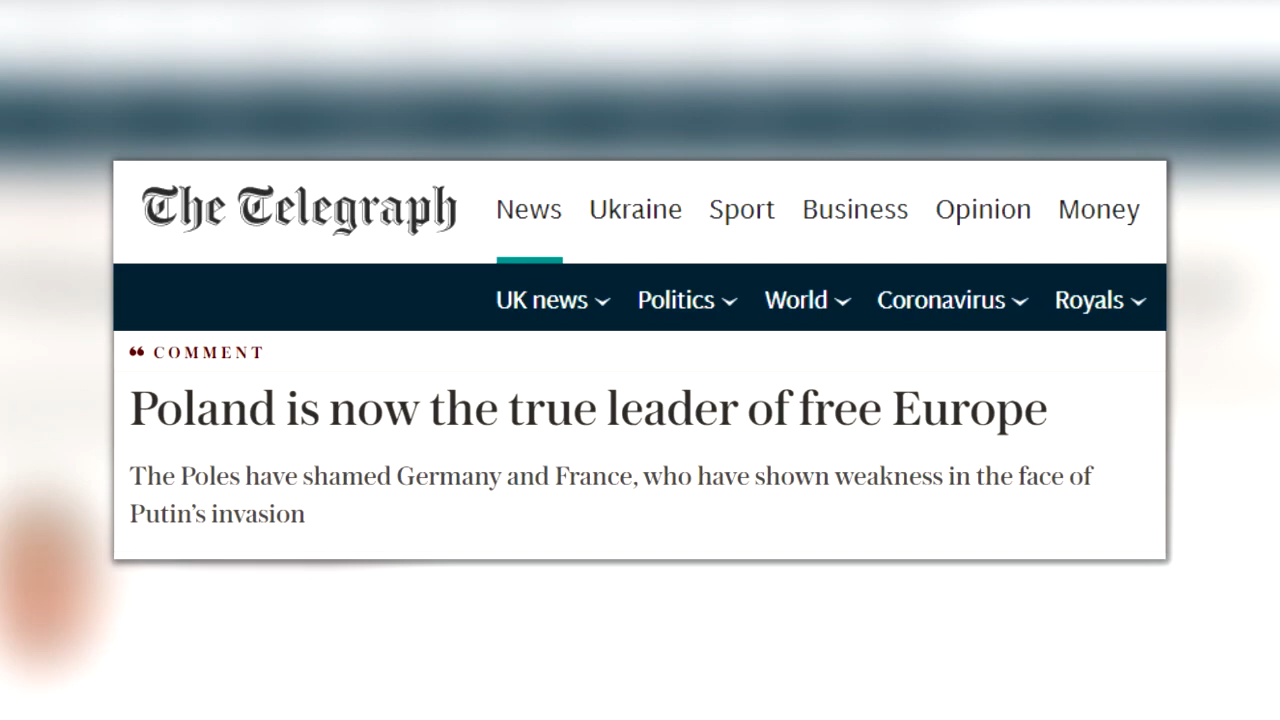 The Telegraph News Ukraine Sport Business Opinion Money
UK news Politics World Coronavirus Royals
❝ COMMENT
Poland is now the true leader of free Europe
The Poles have shamed Germany and France, who have shown weakness in the face of
Putin's invasion